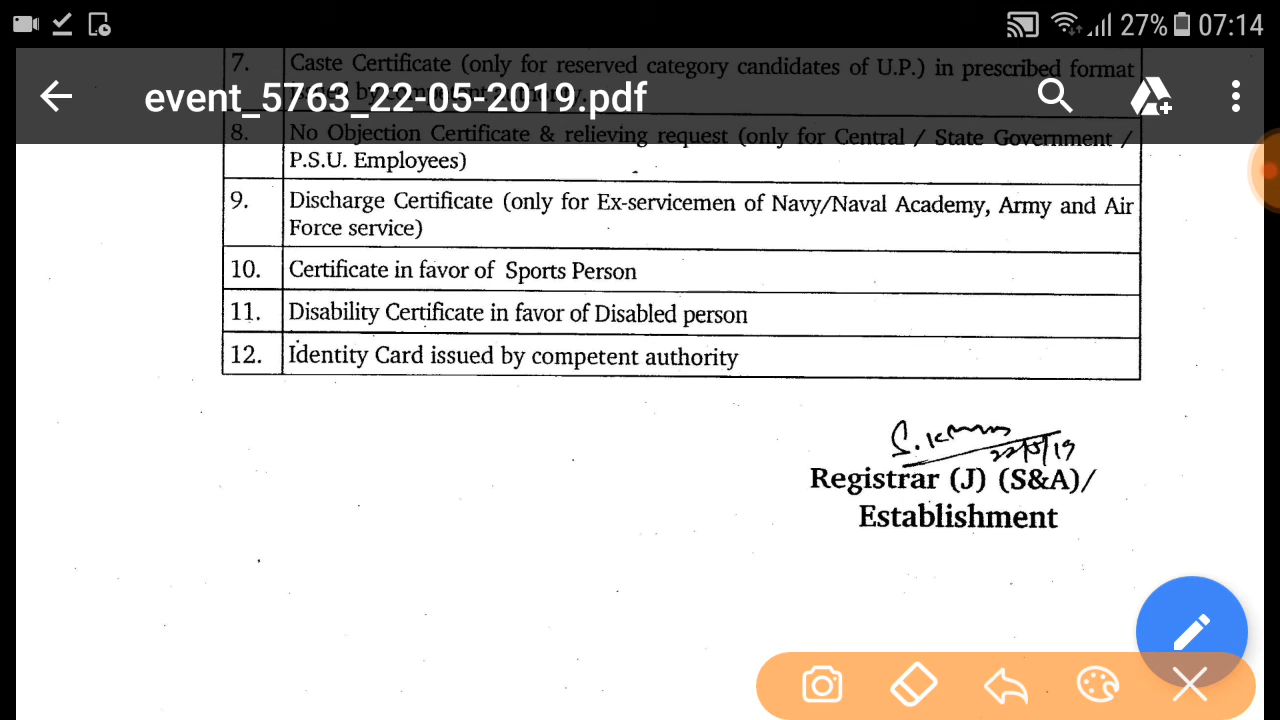 27% 07:14
7. Caste Certificate (only for reserved category candidates of U.P.) in prescribed format
event_5763_22-05-2019.pdf
8. No Objection Certificate & relieving request (only for Central / State Government /
P.S.U. Employees)
9. Discharge Certificate (only for Ex-servicemen of Navy/Naval Academy, Army and Air
Force service)
10. Certificate in favor of Sports Person
11. Disability Certificate in favor of Disabled person
12. Identity Card issued by competent authority
22/5/19
Registrar (J) (S&A)/
Establishment